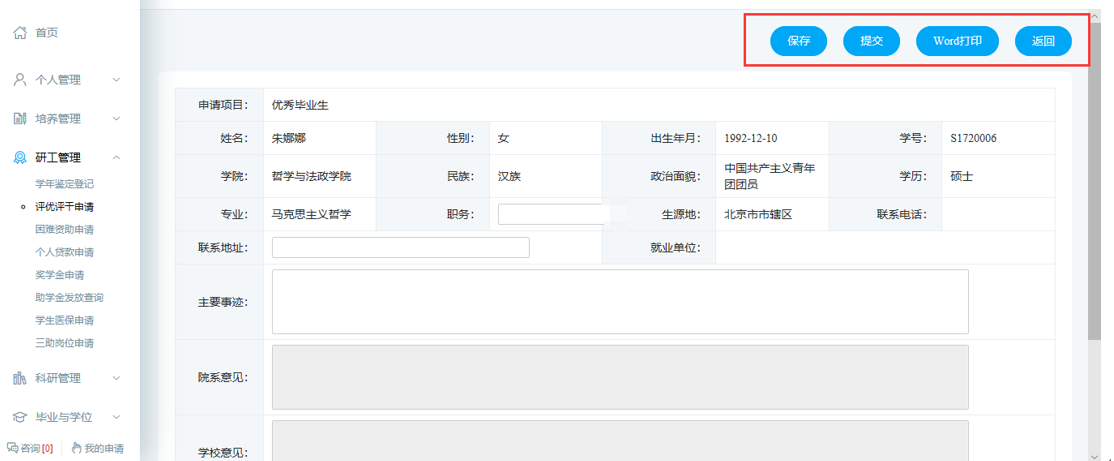 首页
个人管理
培养管理
研工管理
学年鉴定登记
评优评干申请
困难资助申请
个人贷款申请
奖学金申请
助学金发放查询
学生医保申请
三助岗位申请
科研管理
毕业与学位
咨询[0] 我的申请
保存 提交 Word打印 返回
申请项目: 优秀毕业生
姓名: 朱娜娜 性别: 女 出生年月: 1992-12-10 学号: S1720006
学院: 哲学与法政学院 民族: 汉族 政治面貌: 中国共产主义青年
团团员 学历: 硕士
专业: 马克思主义哲学 职务: 生源地: 北京市市辖区 联系电话:
联系地址: 就业单位:
主要事迹:
院系意见:
学校意见: